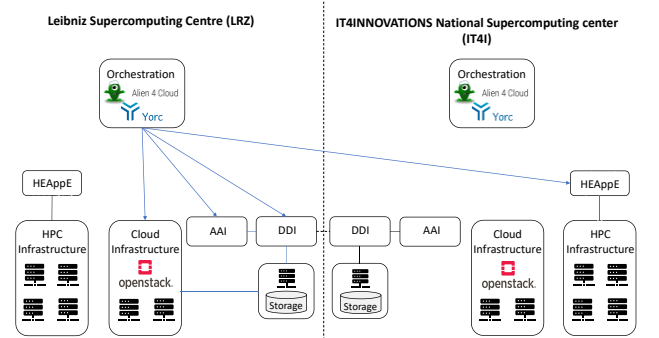 Leibniz Supercomputing Centre (LRZ)
IT4INNOVATIONS National Supercomputing center
(IT4I)
Orchestration
Alien 4 Cloud
Yorc
Orchestration
Alien 4 Cloud
Yorc
HEAppE
HEAppE
HPC
Infrastructure
Cloud
Infrastructure
openstack.
AAI
DDI
DDI
AAI
Cloud
Infrastructure
openstack.
HPC
Infrastructure
Storage
Storage